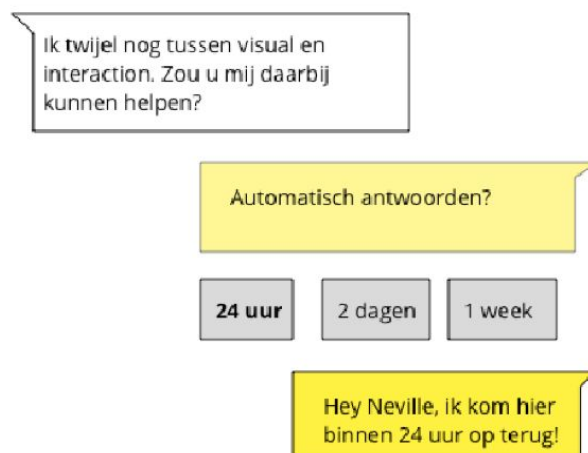 Ik twijel nog tussen visual en
interaction. Zou u mij daarbij
kunnen helpen?
Automatisch antwoorden?
24 uur 2 dagen 1 week
Hey Neville, ik kom hier
binnen 24 uur op terug!